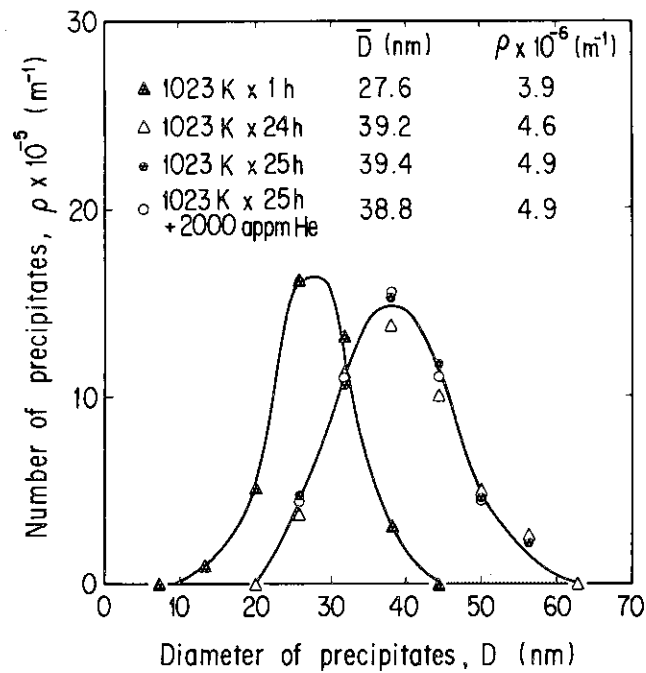 D̄ (nm) ρ x 10⁻⁶ (m⁻¹)
▲ 1023 K x 1h 27.6 3.9
△ 1023 K x 24h 39.2 4.6
● 1023 K x 25h 39.4 4.9
○ 1023 K x 25h 38.8 4.9
+2000 appm He
Number of precipitates, ρ x 10⁻⁵ (m⁻¹)
30
20
10
0
0 10 20 30 40 50 60 70
Diameter of precipitates, D (nm)